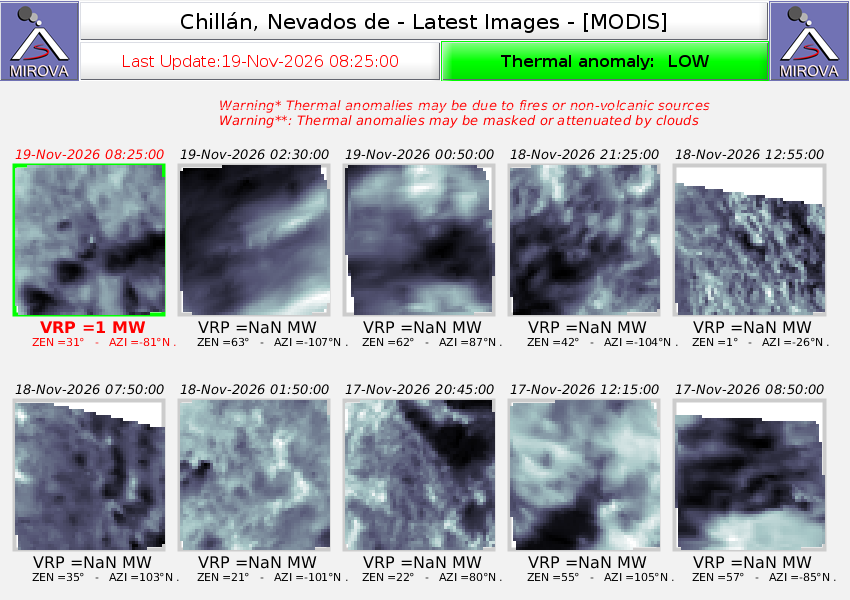 Chillán, Nevados de - Latest Images - [MODIS]
MIROVA
Last Update:19-Nov-2026 08:25:00
Thermal anomaly: LOW
MIROVA
Warning* Thermal anomalies may be due to fires or non-volcanic sources
Warning**: Thermal anomalies may be masked or attenuated by clouds
19-Nov-2026 08:25:00 19-Nov-2026 02:30:00 19-Nov-2026 00:50:00 18-Nov-2026 21:25:00 18-Nov-2026 12:55:00
VRP =1 MW VRP =NaN MW VRP =NaN MW VRP =NaN MW VRP =NaN MW
ZEN =31° - AZI =-81°N . ZEN =63° - AZI =-107°N . ZEN =62° - AZI =87°N . ZEN =42° - AZI =-104°N . ZEN =1° - AZI =-26°N .
18-Nov-2026 07:50:00 18-Nov-2026 01:50:00 17-Nov-2026 20:45:00 17-Nov-2026 12:15:00 17-Nov-2026 08:50:00
VRP =NaN MW VRP =NaN MW VRP =NaN MW VRP =NaN MW VRP =NaN MW
ZEN =35° - AZI =103°N . ZEN =21° - AZI =-101°N . ZEN =22° - AZI =80°N . ZEN =55° - AZI =105°N . ZEN =57° - AZI =-85°N .